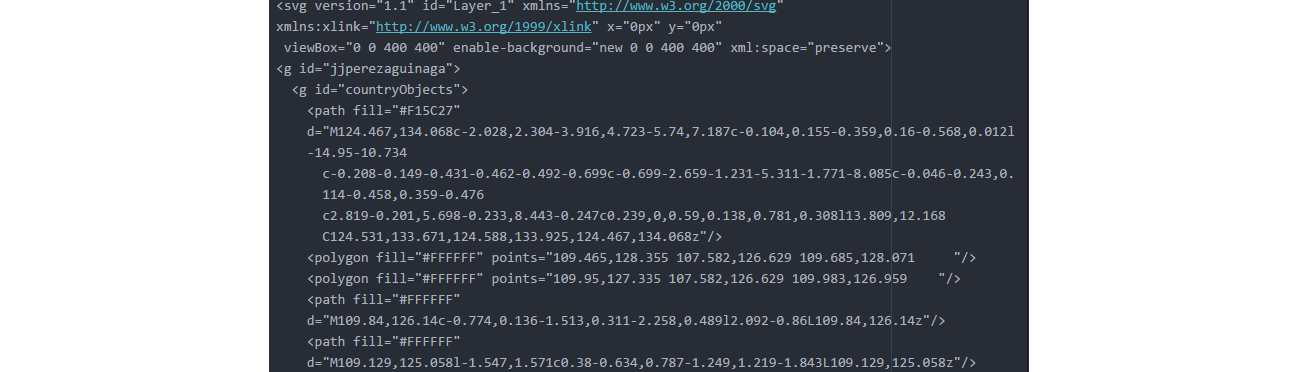 <svg version="1.1" id="Layer_1" xmlns="http://www.w3.org/2000/svg"
xmlns:xlink="http://www.w3.org/1999/xlink" x="0px" y="0px"
viewBox="0 0 400 400" enable-background="new 0 0 400 400" xml:space="preserve">
<g id="jjperezaguinaga">
<g id="countryObjects">
<path fill="#F15C27"
d="M124.467,134.068c-2.028,2.304-3.916,4.723-5.74,7.187c-0.104,0.155-0.359,0.16-0.568,0.012l
-14.95-10.734
c-0.208-0.149-0.431-0.462-0.492-0.699c-0.699-2.659-1.231-5.311-1.771-8.085c-0.046-0.243,0.
114-0.458,0.359-0.476
c2.819-0.201,5.698-0.233,8.443-0.247c0.239,0,0.59,0.138,0.781,0.308l13.809,12.168
C124.531,133.671,124.588,133.925,124.467,134.068z"/>
<polygon fill="#FFFFFF" points="109.465,128.355 107.582,126.629 109.685,128.071     "/>
<polygon fill="#FFFFFF" points="109.95,127.335 107.582,126.629 109.983,126.959    "/>
<path fill="#FFFFFF"
d="M109.84,126.14c-0.774,0.136-1.513,0.311-2.258,0.489l2.092-0.86L109.84,126.14z"/>
<path fill="#FFFFFF"
d="M109.129,125.058l-1.547,1.571c0.38-0.634,0.787-1.249,1.219-1.843L109.129,125.058z"/>